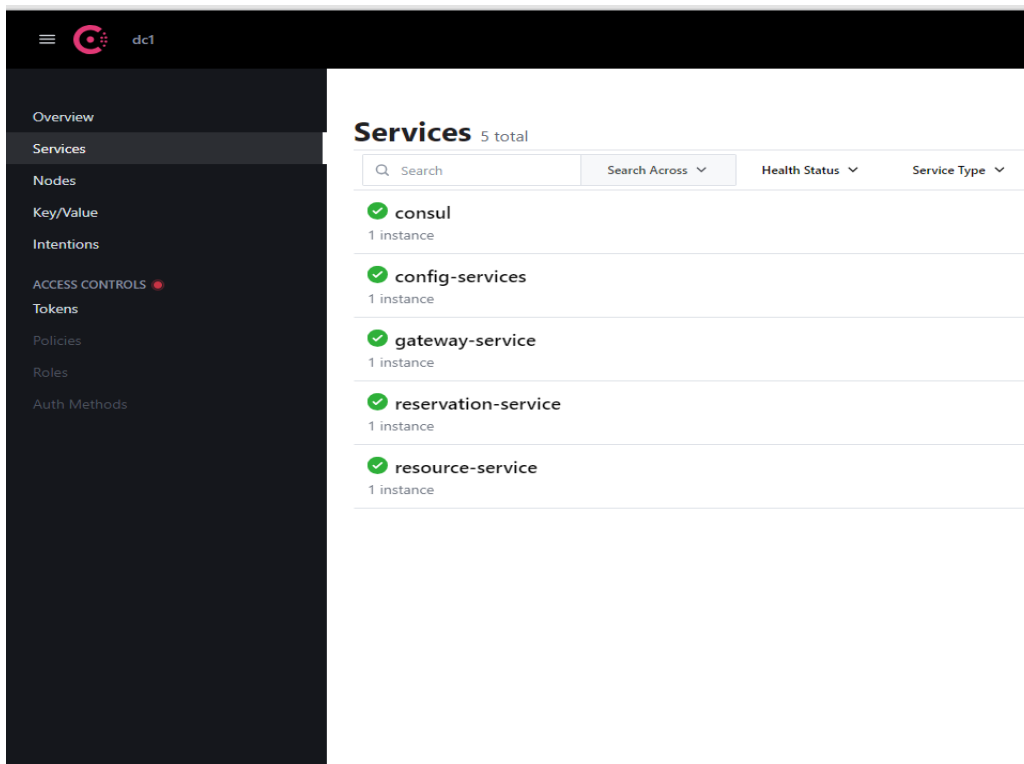 dc1
Overview
Services
Nodes
Key/Value
Intentions
ACCESS CONTROLS
Tokens
Policies
Roles
Auth Methods
Services 5 total
Search Search Across Health Status Service Type
consul
1 instance
config-services
1 instance
gateway-service
1 instance
reservation-service
1 instance
resource-service
1 instance